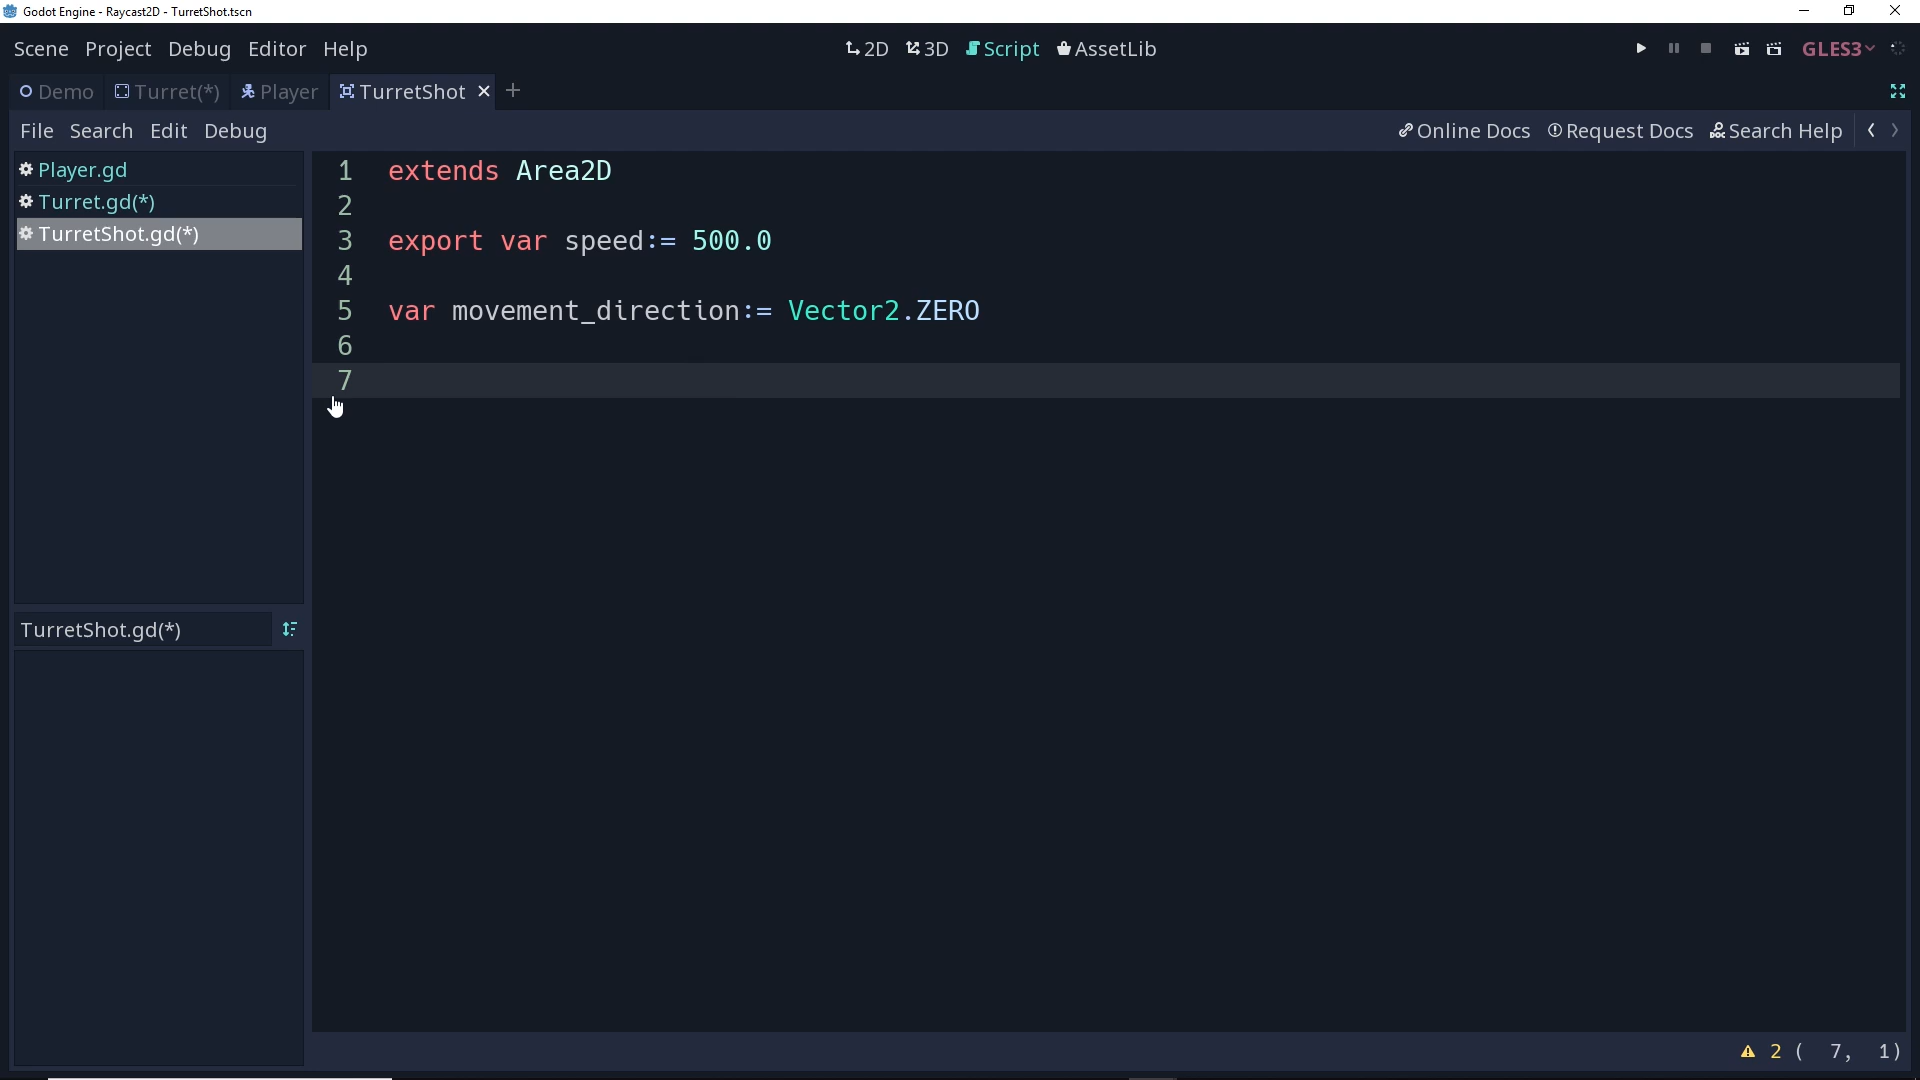 Godot Engine - Raycast2D - TurretShot.tscn
Scene Project Debug Editor Help
2D 3D Script AssetLib
GLES3
Demo Turret(*) Player TurretShot
File Search Edit Debug
Online Docs Request Docs Search Help
Player.gd
Turret.gd(*)
TurretShot.gd(*)
TurretShot.gd(*)
1 extends Area2D
2
3 export var speed:= 500.0
4
5 var movement_direction:= Vector2.ZERO
6
7
2 ( 7, 1)